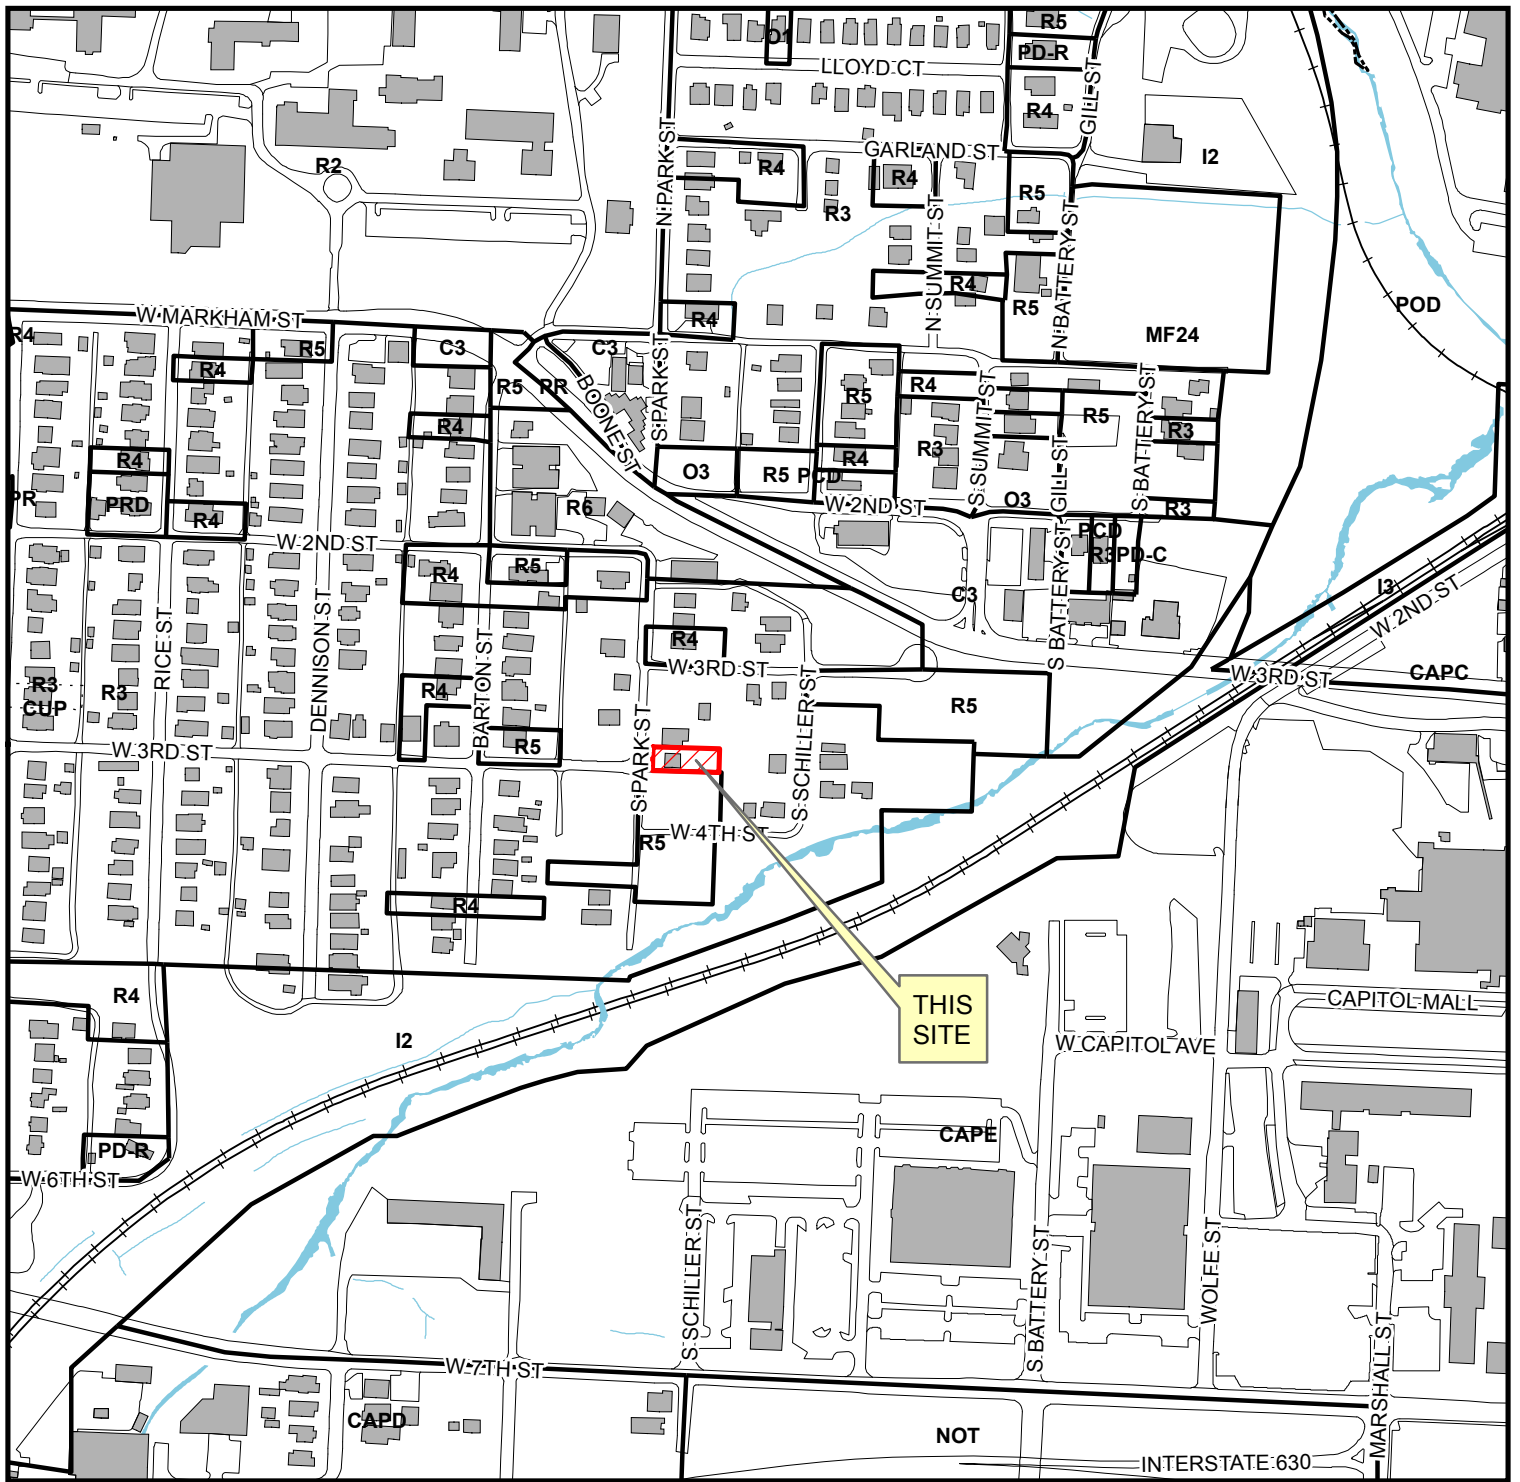 R5
O1
PD-R
LLOYD CT
GILL ST
R4
N PARK ST
GARLAND ST
I2
R2
R4
R4
R5
R3
N SUMMIT ST
N BATTERY ST
R4
R5
POD
W MARKHAM ST
R4
MF24
R4
R5
C3
C3
S PARK ST
R4
R5
PR
BOONE ST
R5
R4
S SUMMIT ST
R5
S BATTERY ST
R4
R3
R3
R4
R4
GILL ST
PR
PRD
R4
O3
R5
PCD
R6
W 2ND ST
O3
R3
W 2ND ST
S BATTERY ST
PCD
R3
PD-C
R4
R5
C3
I3
W 2ND ST
RICE ST
DENNISON ST
BARTON ST
R4
W 3RD ST
W 3RD ST
CAPC
R3
CUP
R3
R4
S SCHILLER ST
R5
S PARK ST
W 3RD ST
R5
R5
W 4TH ST
R4
R4
THIS
SITE
CAPITOL MALL
I2
W CAPITOL AVE
CAPE
PD-R
W 6TH ST
S SCHILLER ST
S BATTERY ST
WOLFE ST
MARSHALL ST
W 7TH ST
CAPD
NOT
INTERSTATE 630